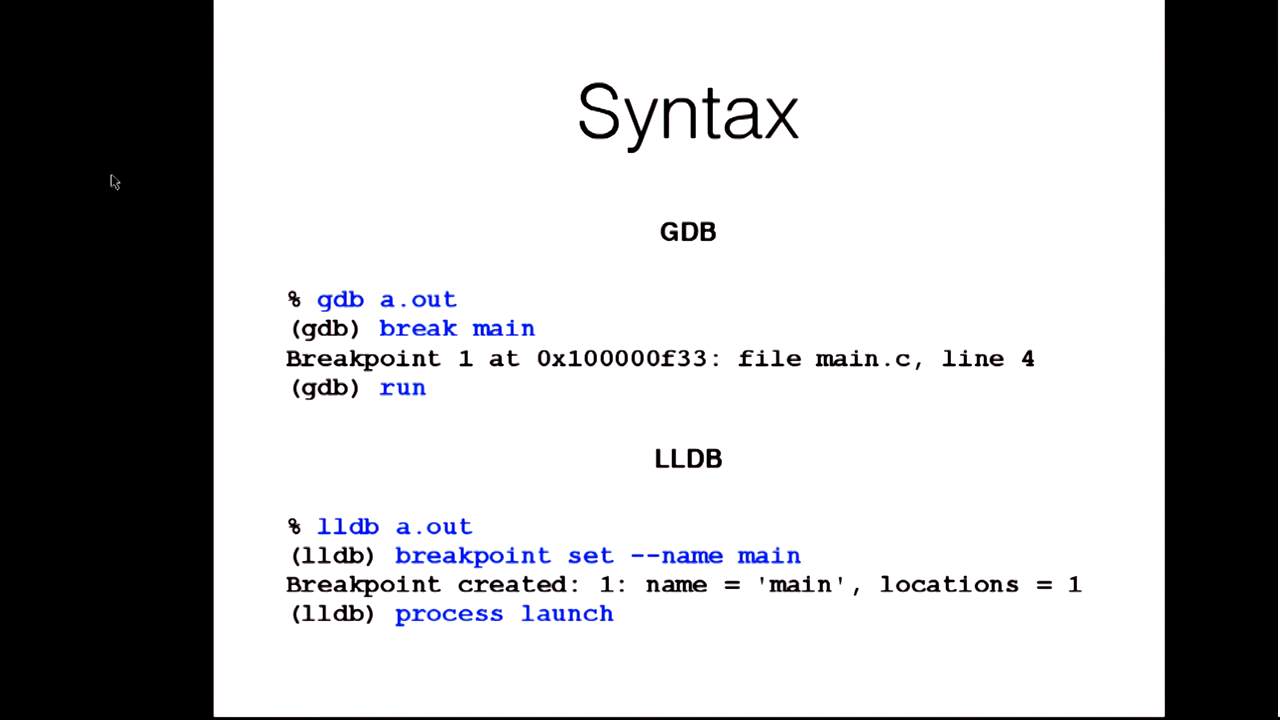 Syntax
GDB
% gdb a.out
(gdb) break main
Breakpoint 1 at 0x100000f33: file main.c, line 4
(gdb) run
LLDB
% lldb a.out
(lldb) breakpoint set --name main
Breakpoint created: 1: name = 'main', locations = 1
(lldb) process launch